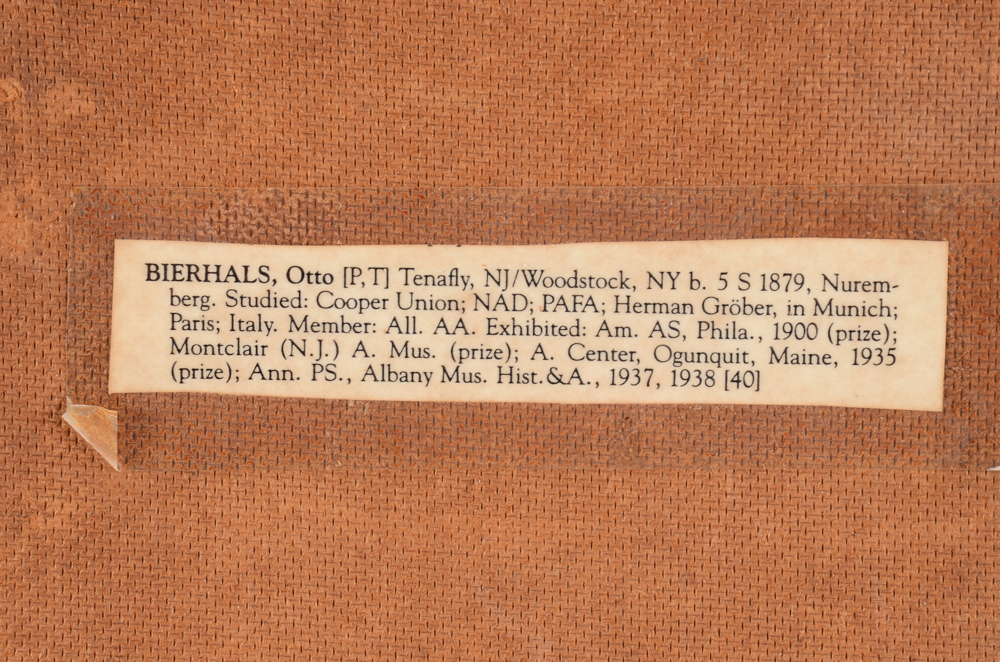 BIERHALS, Otto [P,T] Tenafly, NJ/Woodstock, NY b. 5 S 1879, Nurem-
berg. Studied: Cooper Union; NAD; PAFA; Herman Gröber, in Munich;
Paris; Italy. Member: All. AA. Exhibited: Am. AS, Phila., 1900 (prize);
Montclair (N.J.) A. Mus. (prize); A. Center, Ogunquit, Maine, 1935
(prize); Ann. PS., Albany Mus. Hist.&A., 1937, 1938 [40]